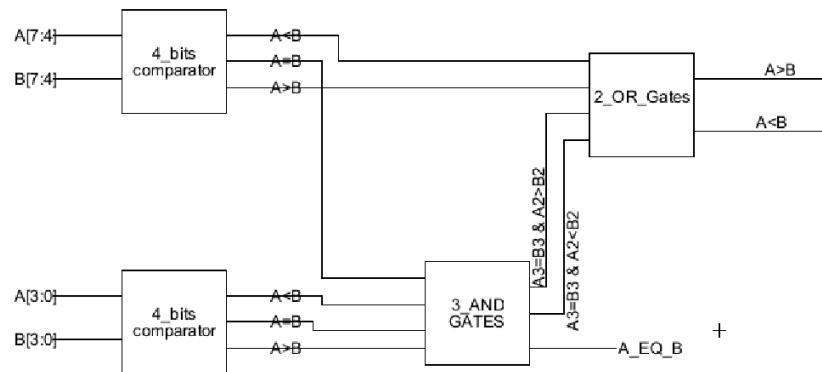 A[7:4]
B[7:4]
4_bits
comparator
A<B
A=B
A>B
2_OR_Gates
A>B
A<B
A3=B3 & A2>B2
A3=B3 & A2<B2
A[3:0]
B[3:0]
4_bits
comparator
A<B
A=B
A>B
3_AND
GATES
A_EQ_B